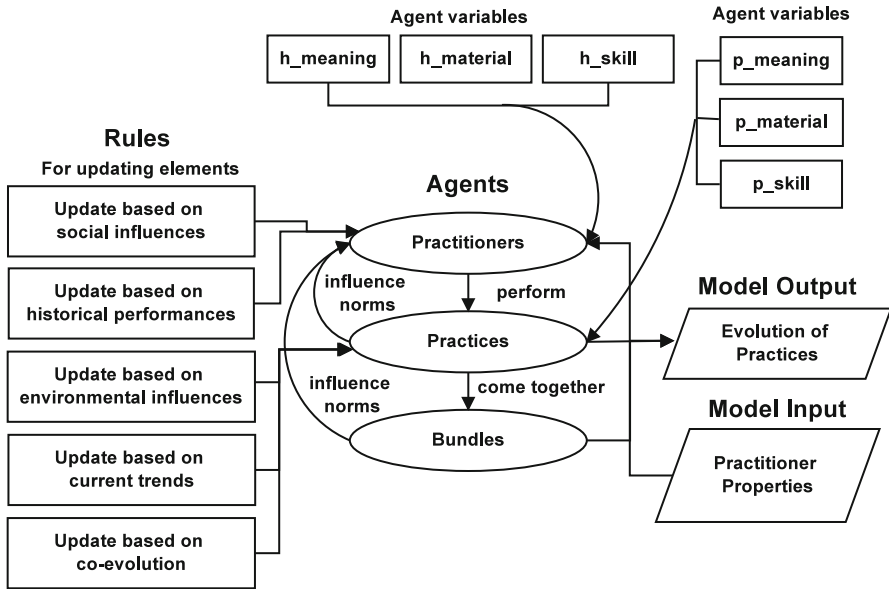 Agent variables
h_meaning
h_material
h_skill
Agent variables
p_meaning
p_material
p_skill
Rules
For updating elements
Update based on
social influences
Update based on
historical performances
Update based on
environmental influences
Update based on
current trends
Update based on
co-evolution
Agents
Practitioners
influence
norms
perform
Practices
influence
norms
come together
Bundles
Model Output
Evolution of
Practices
Model Input
Practitioner
Properties